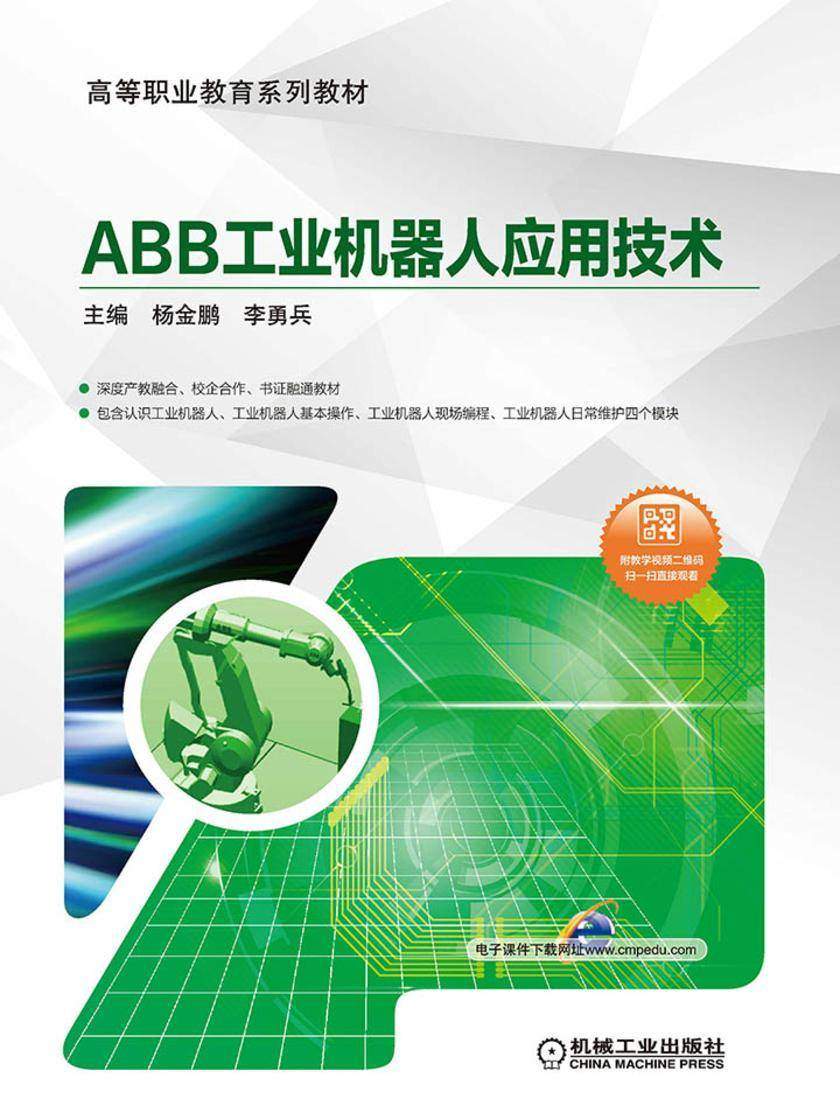 高等职业教育系列教材
ABB工业机器人应用技术
主编 杨金鹏 李勇兵
深度产教融合、校企合作、书证融通教材
包含认识工业机器人、工业机器人基本操作、工业机器人现场编程、工业机器人日常维护四个模块
附教学视频二维码
扫一扫直接观看
电子课件下载网址www.cmpedu.com
机械工业出版社
CHINA MACHINE PRESS